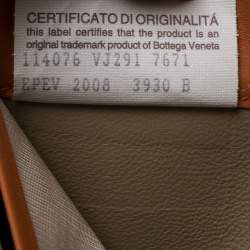 CERTIFICATO DI ORIGINALITÁ
this label certifies that the product is an
original trademark product of Bottega Veneta
114076 VJ291 7671
EPEV 2008 3930 B